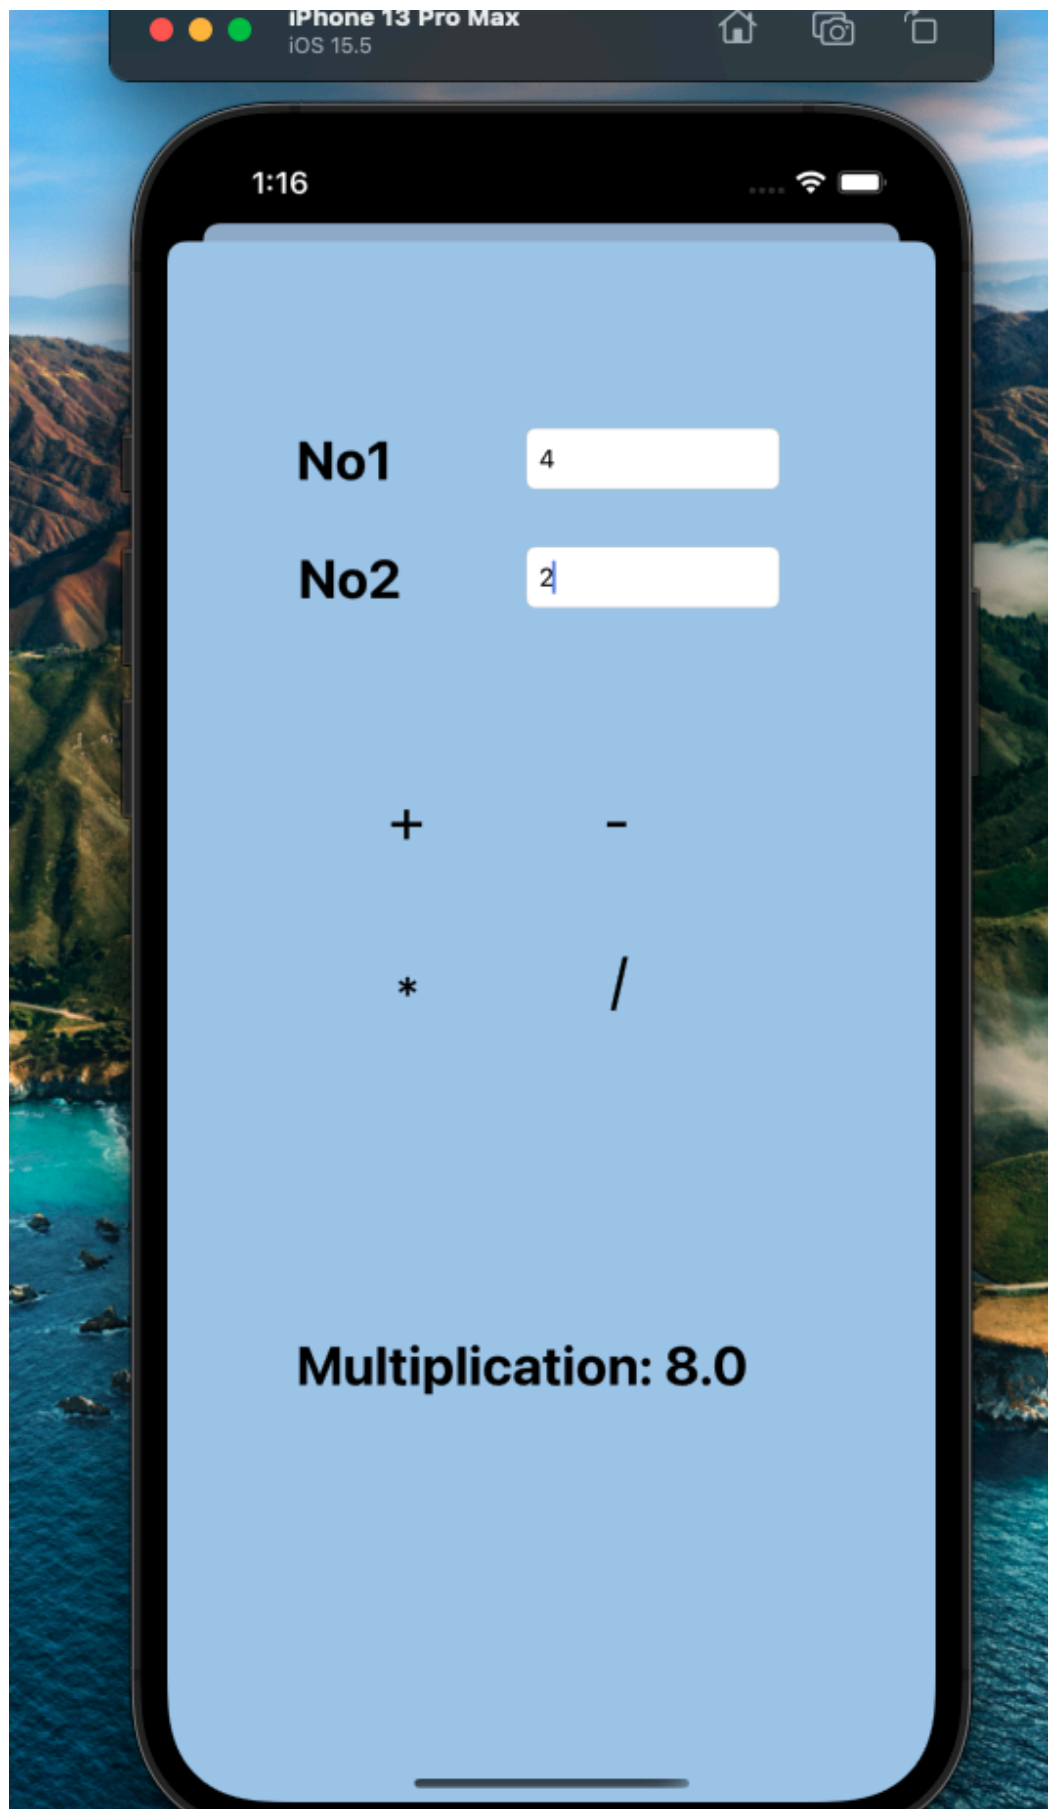 iPhone 13 Pro Max
iOS 15.5
1:16
No1 4
No2 2
+ -
* /
Multiplication: 8.0